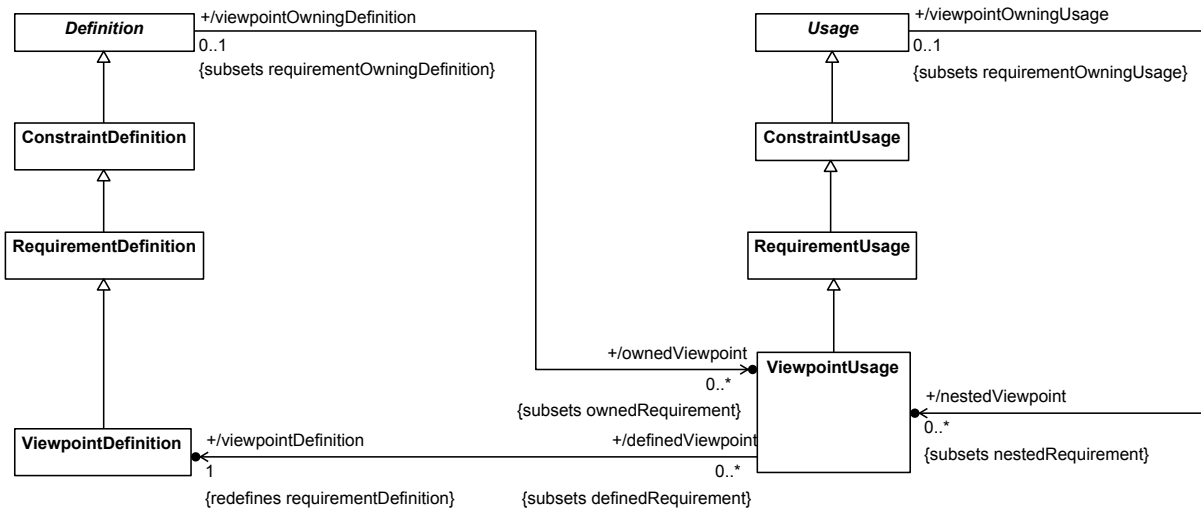 +/viewpointOwningDefinition
+/viewpointOwningUsage
Definition
Usage
0..1
0..1
{subsets requirementOwningDefinition}
{subsets requirementOwningUsage}
ConstraintDefinition
ConstraintUsage
RequirementDefinition
RequirementUsage
+/ownedViewpoint
ViewpointUsage
0..*
+/nestedViewpoint
{subsets ownedRequirement}
0..*
ViewpointDefinition
+/viewpointDefinition
+/definedViewpoint
{subsets nestedRequirement}
1
0..*
{redefines requirementDefinition}
{subsets definedRequirement}